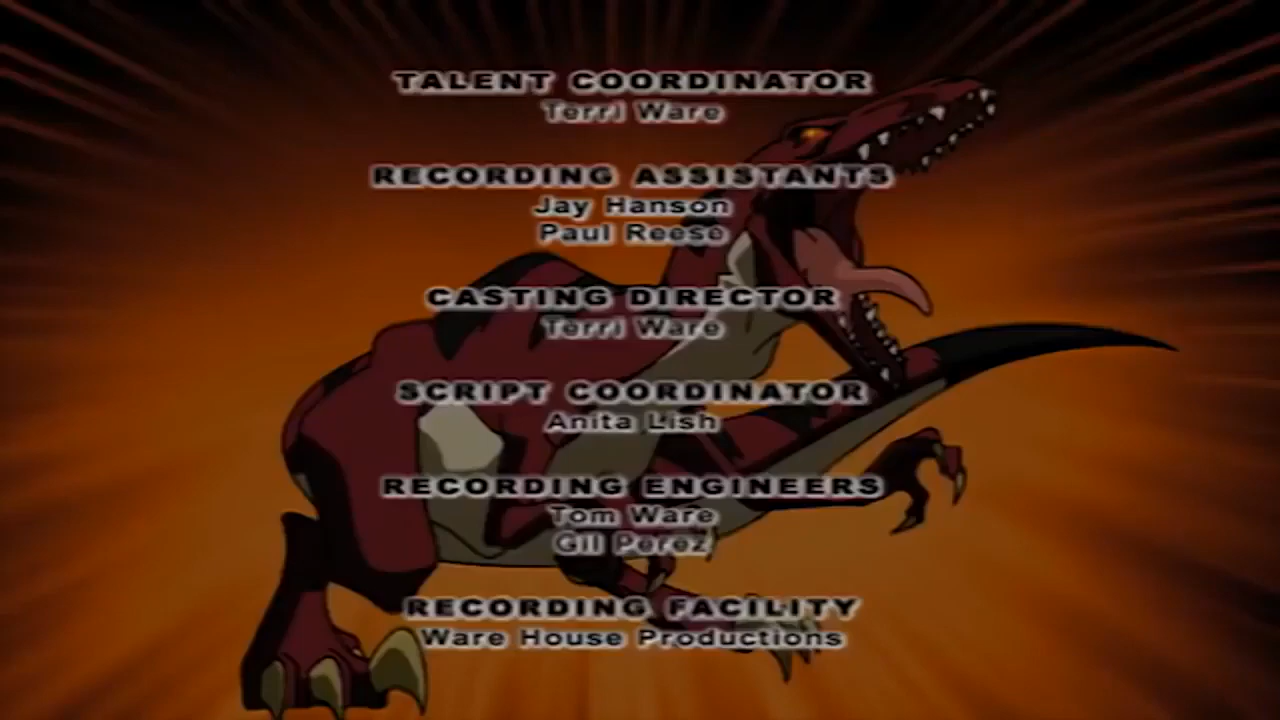 TALENT COORDINATOR
Terri Ware
RECORDING ASSISTANTS
Jay Hanson
Paul Reese
CASTING DIRECTOR
Terri Ware
SCRIPT COORDINATOR
Anita Lish
RECORDING ENGINEERS
Tom Ware
Gil Perez
RECORDING FACILITY
Ware House Productions